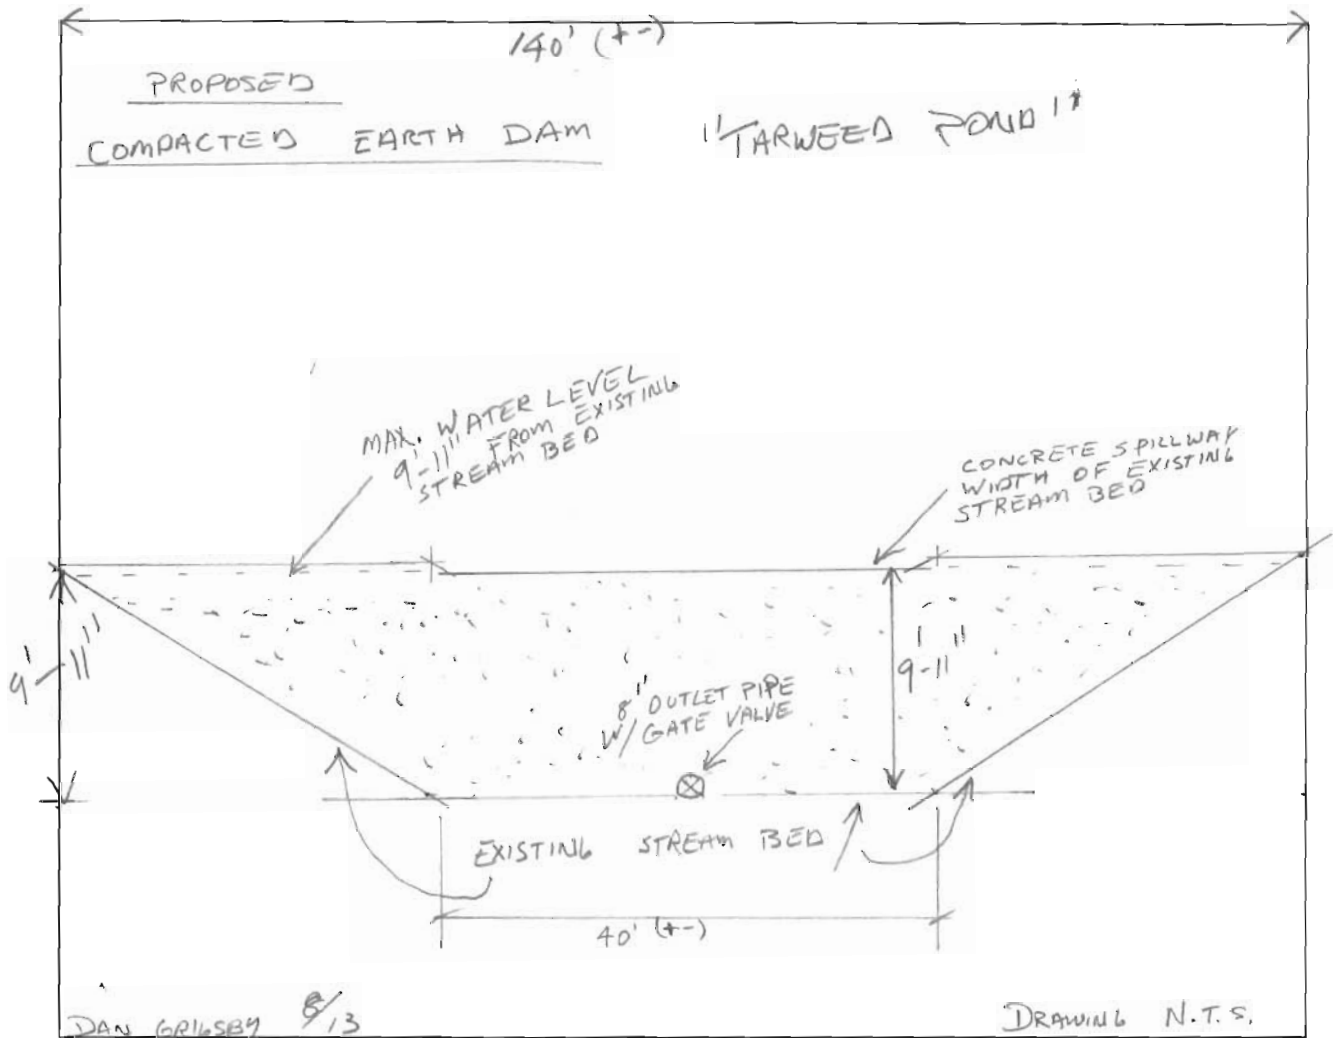 140' (+-)
PROPOSED
COMPACTED EARTH DAM
"TARWEED POND"
MAX. WATER LEVEL
9'-11" FROM EXISTING
STREAM BED
CONCRETE SPILLWAY
WIDTH OF EXISTING
STREAM BED
9'-11"
9'-11"
8" OUTLET PIPE
W/ GATE VALVE
EXISTING STREAM BED
40' (+-)
DAN GRIGSBY 8/13
DRAWING N.T.S.